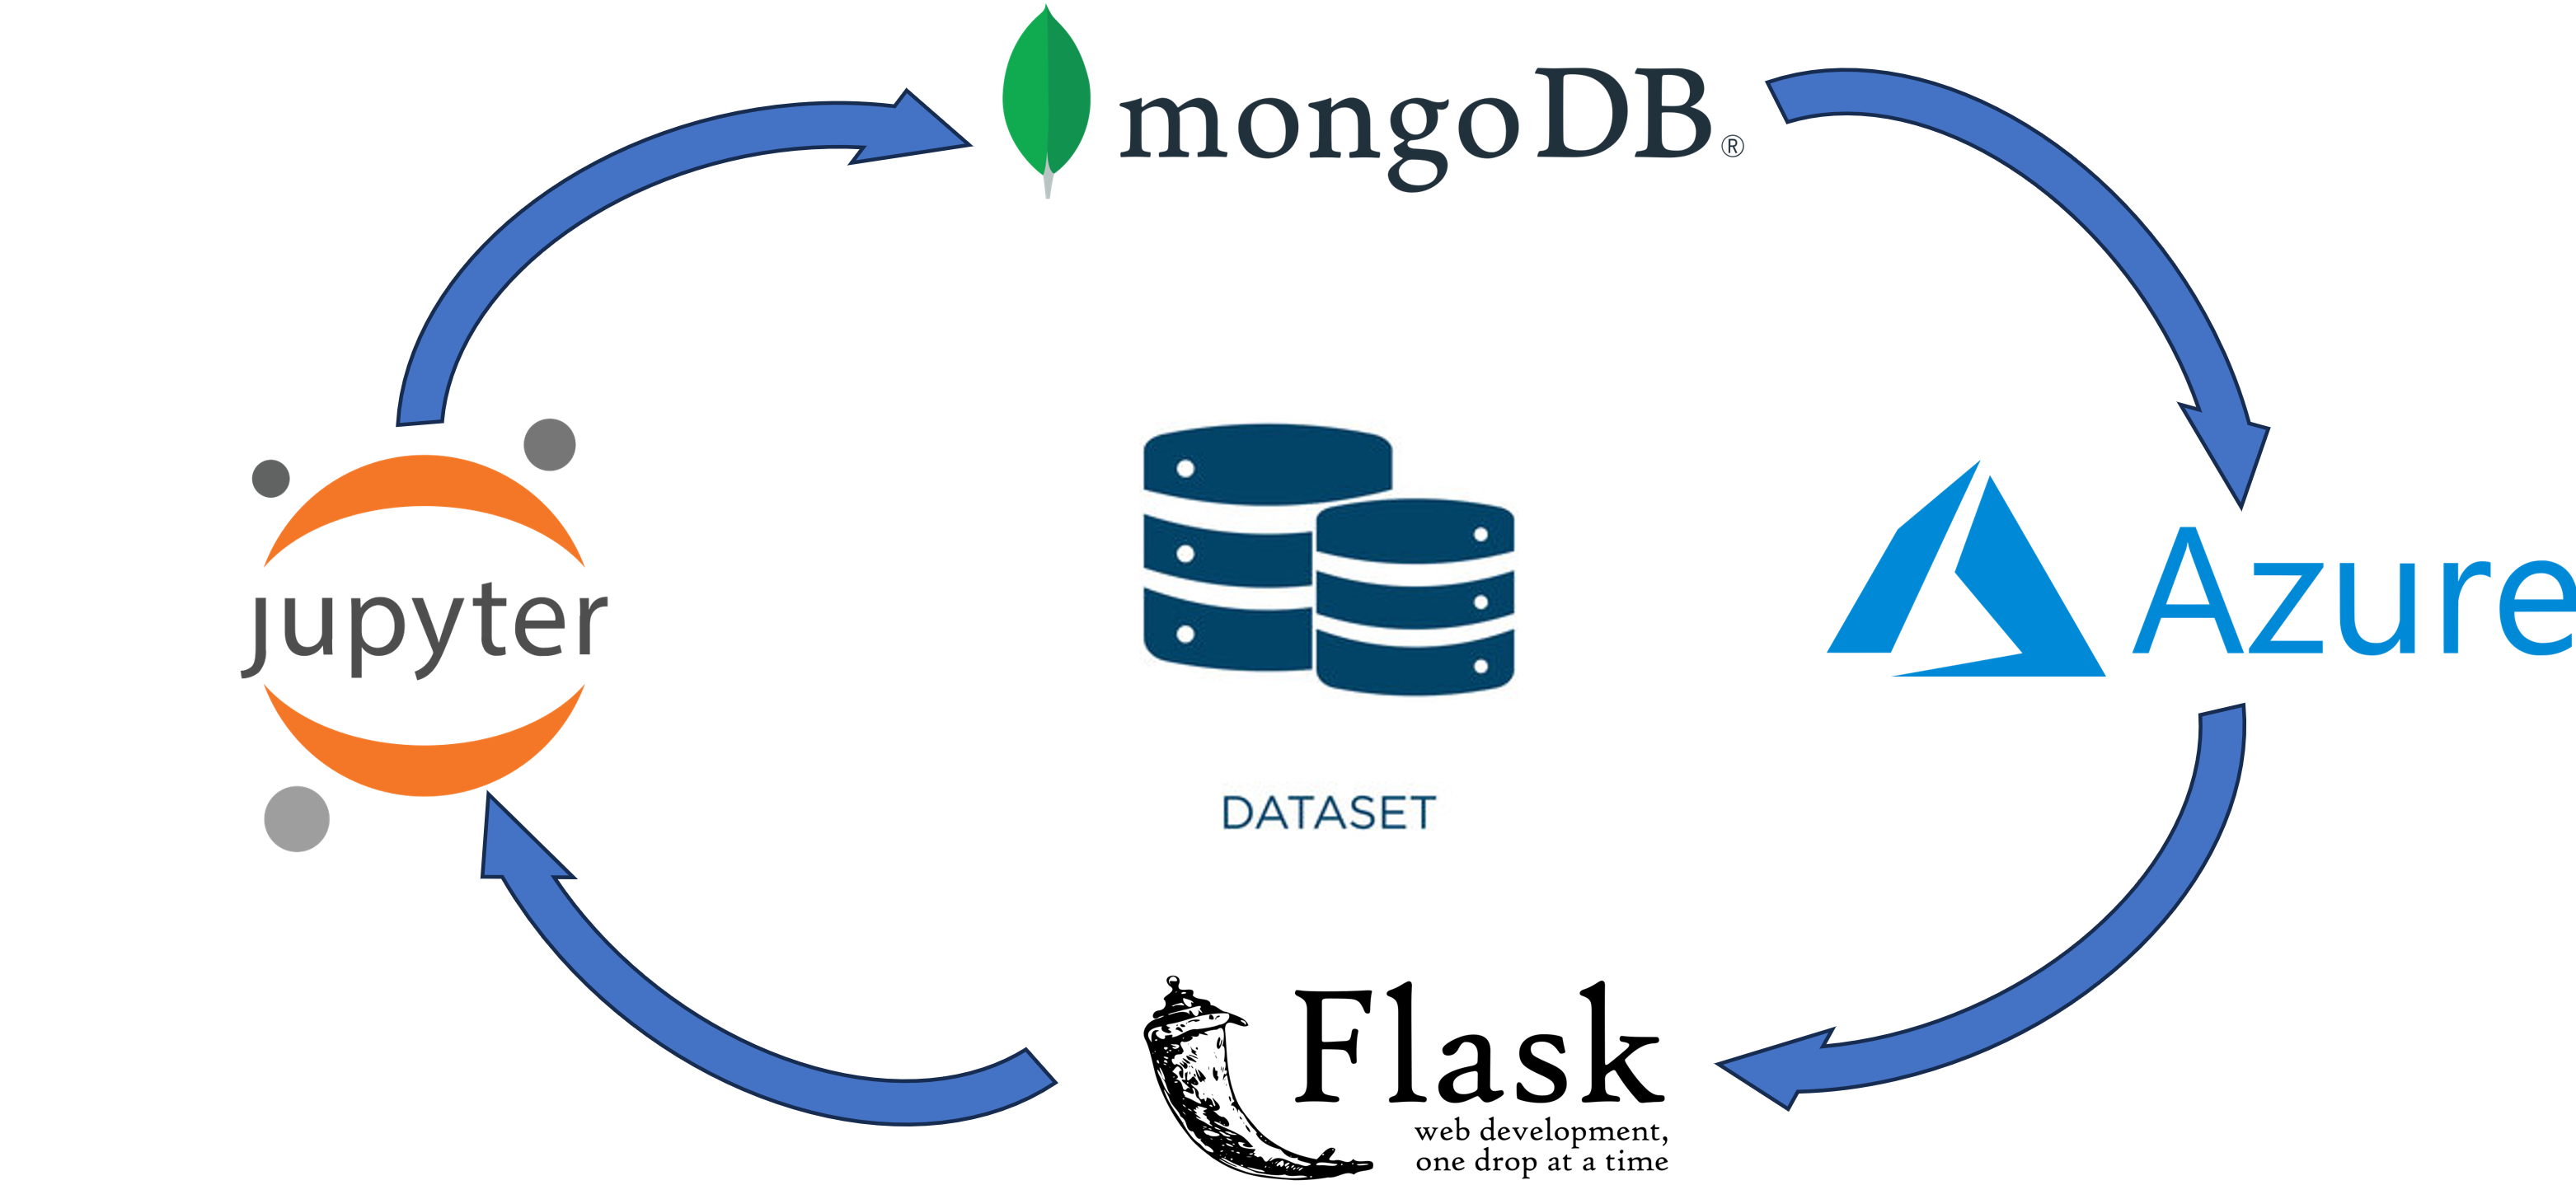 mongoDB®
jupyter
Azure
DATASET
Flask
web development,
one drop at a time